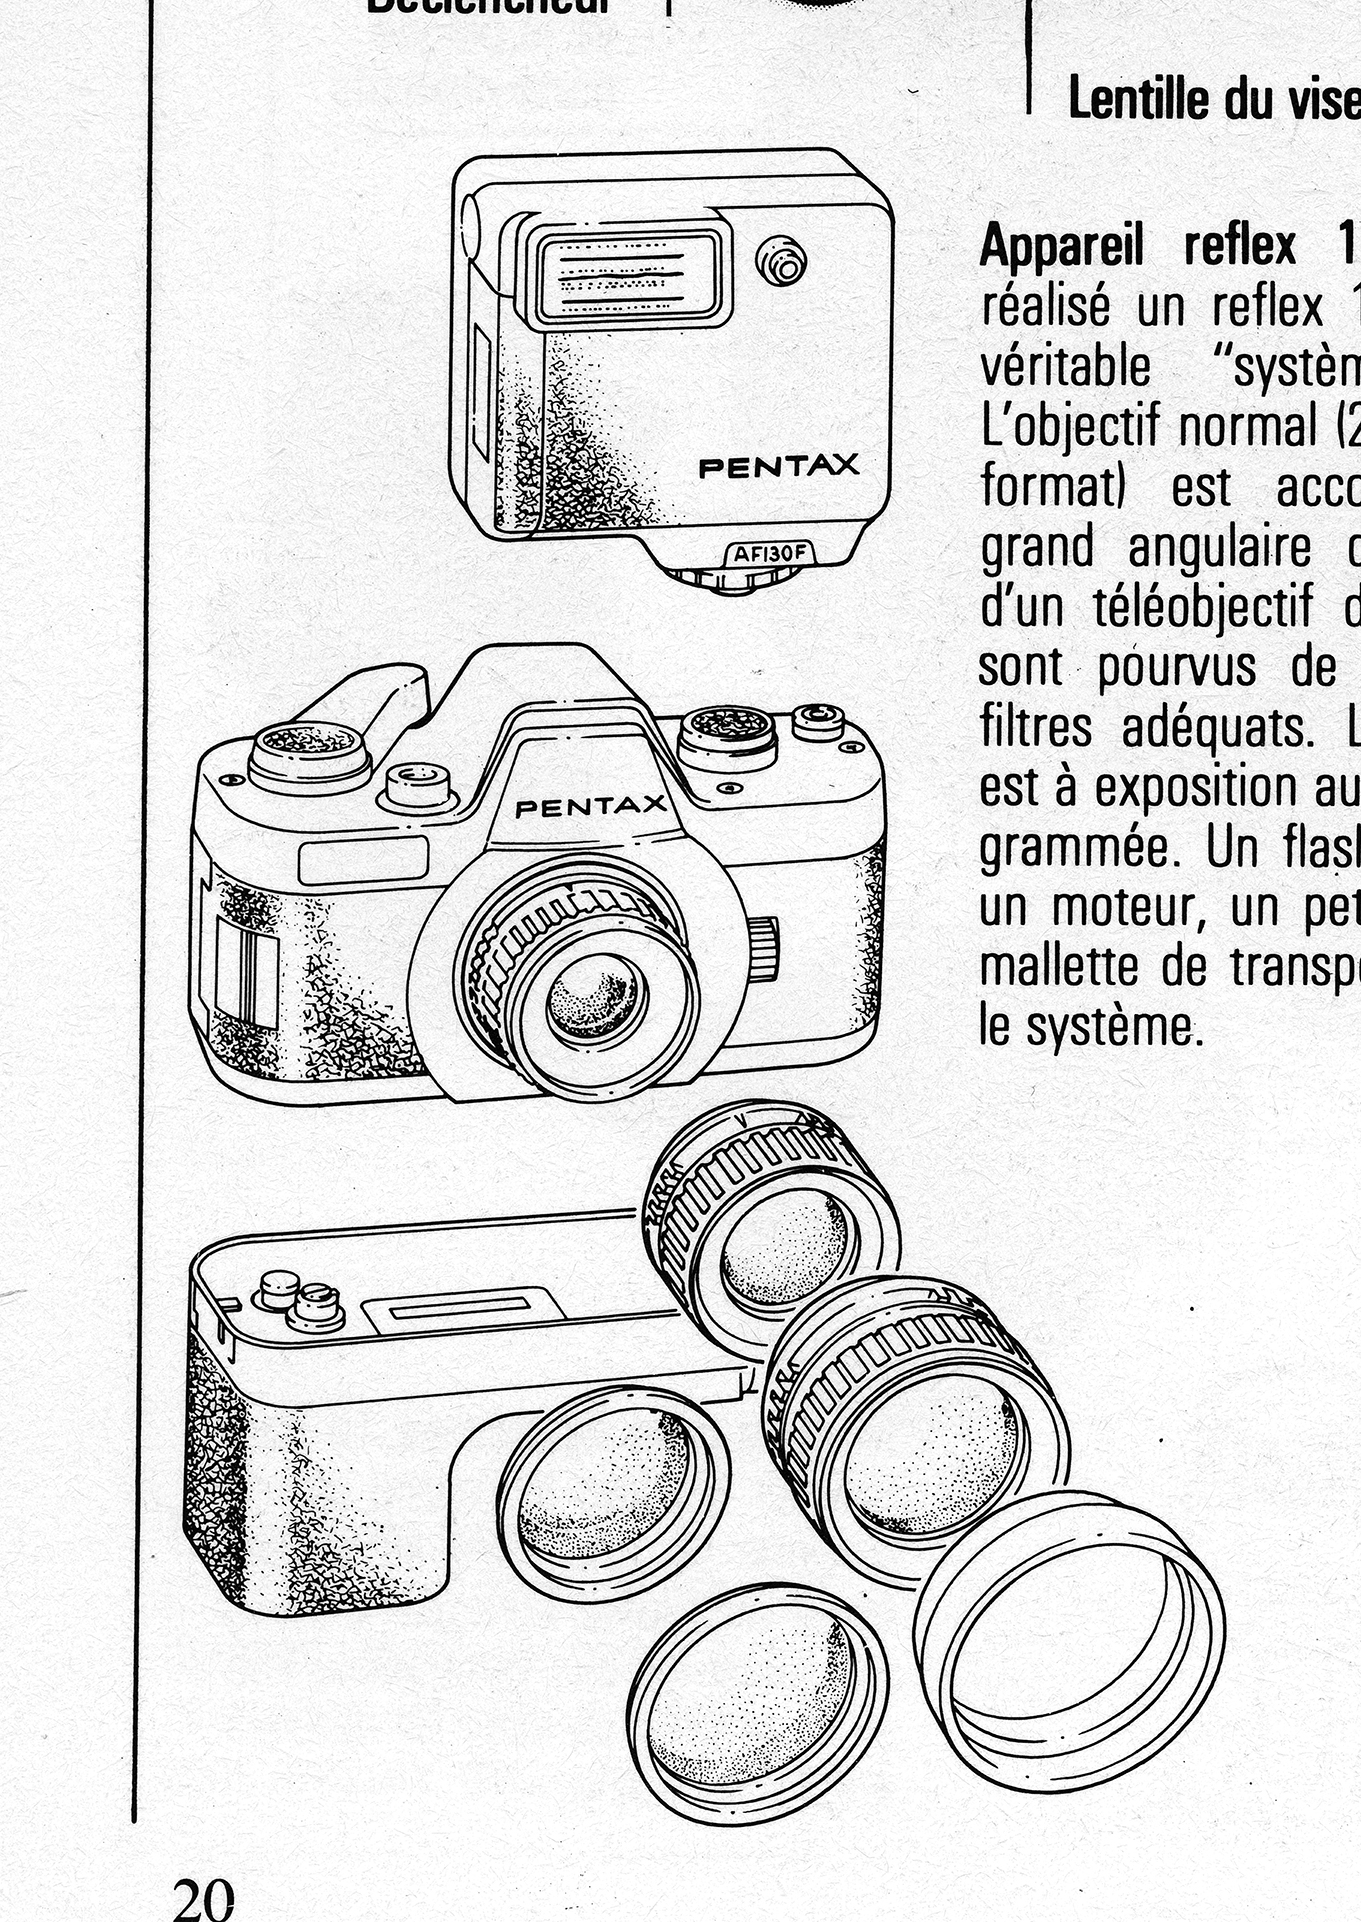 Déclencheur
Lentille du vise
PENTAX
AF130F
PENTAX
Appareil reflex 1
réalisé un reflex 1
véritable “systèm
L'objectif normal (2
format) est acco
grand angulaire d
d'un téléobjectif d
sont pourvus de
filtres adéquats. L
est à exposition au
grammée. Un flash
un moteur, un pet
mallette de transpo
le système.
20